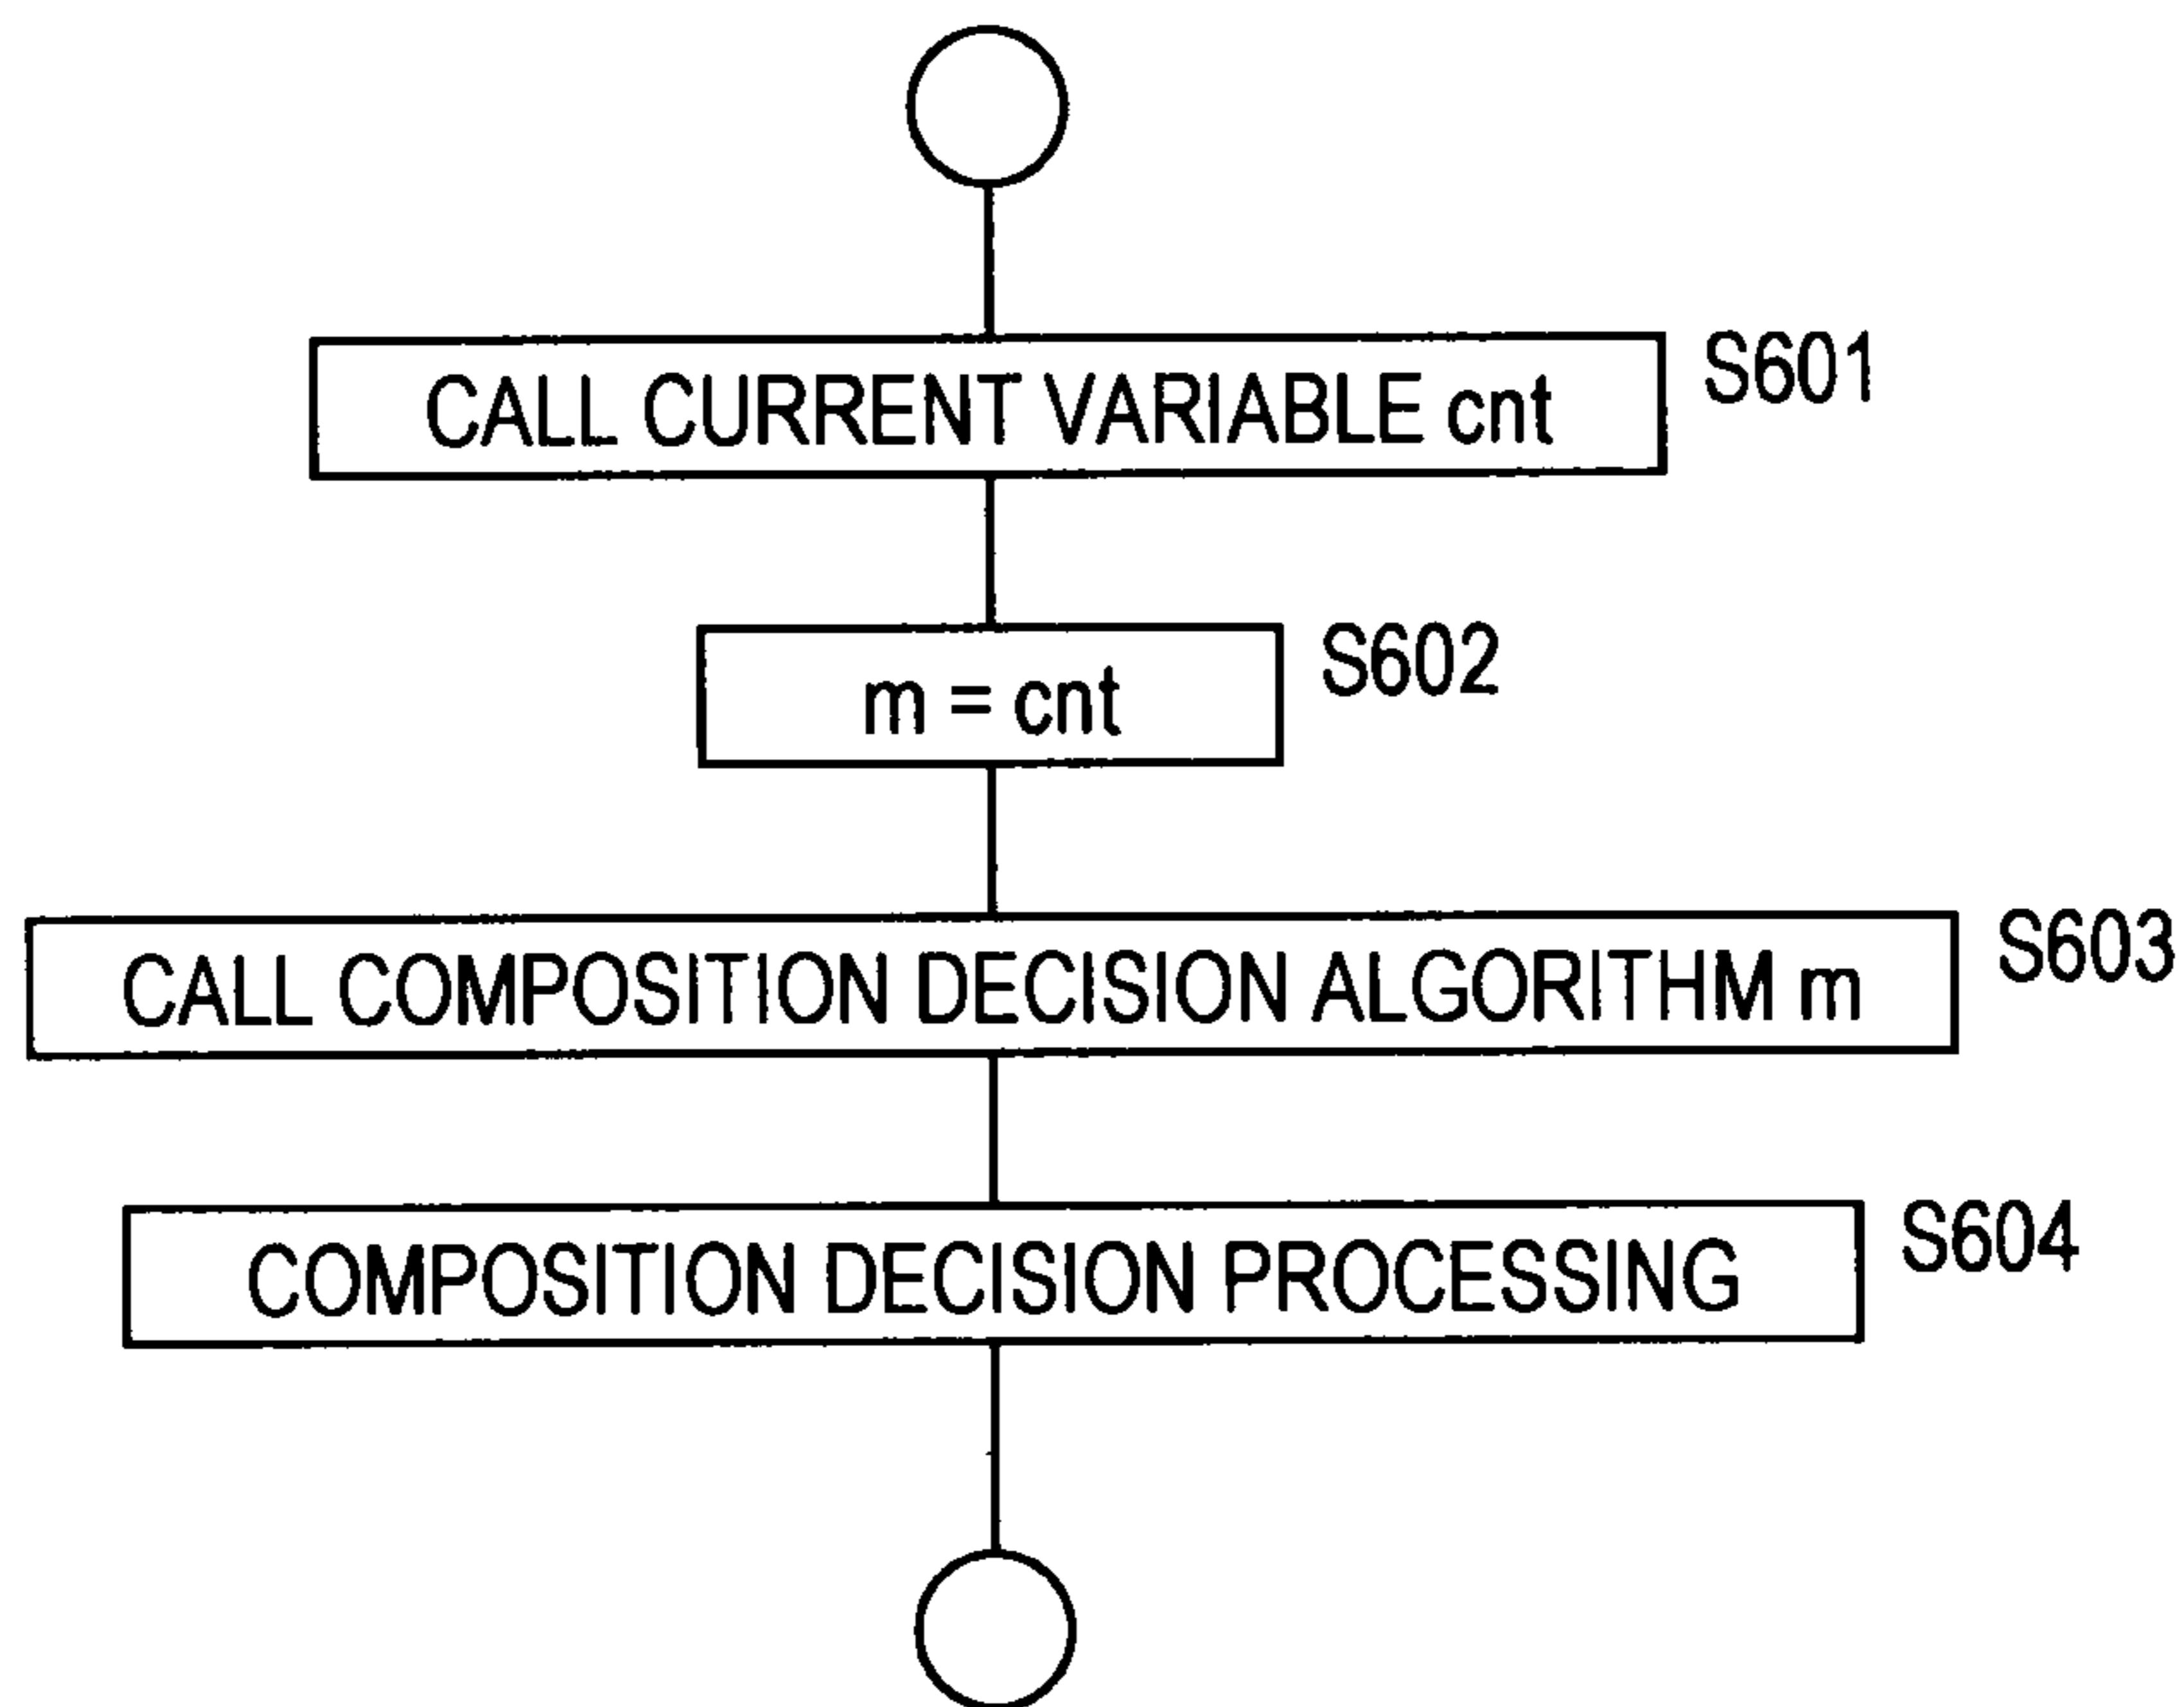 CALL CURRENT VARIABLE cnt
S601
m = cnt
S602
CALL COMPOSITION DECISION ALGORITHM m
S603
COMPOSITION DECISION PROCESSING
S604